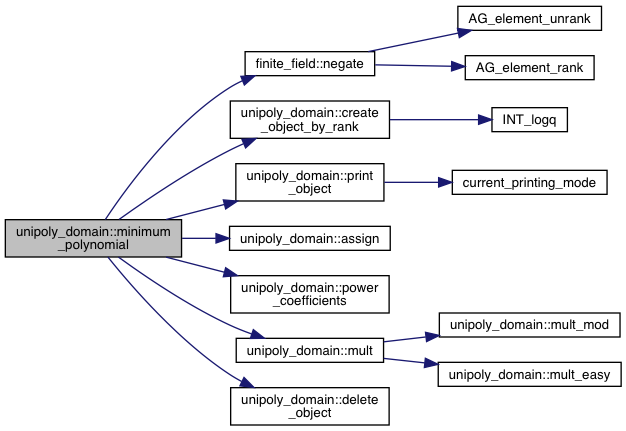 AG_element_unrank
finite_field::negate
AG_element_rank
unipoly_domain::create
_object_by_rank
INT_logq
unipoly_domain::print
_object
current_printing_mode
unipoly_domain::minimum
_polynomial
unipoly_domain::assign
unipoly_domain::power
_coefficients
unipoly_domain::mult_mod
unipoly_domain::mult
unipoly_domain::mult_easy
unipoly_domain::delete
_object